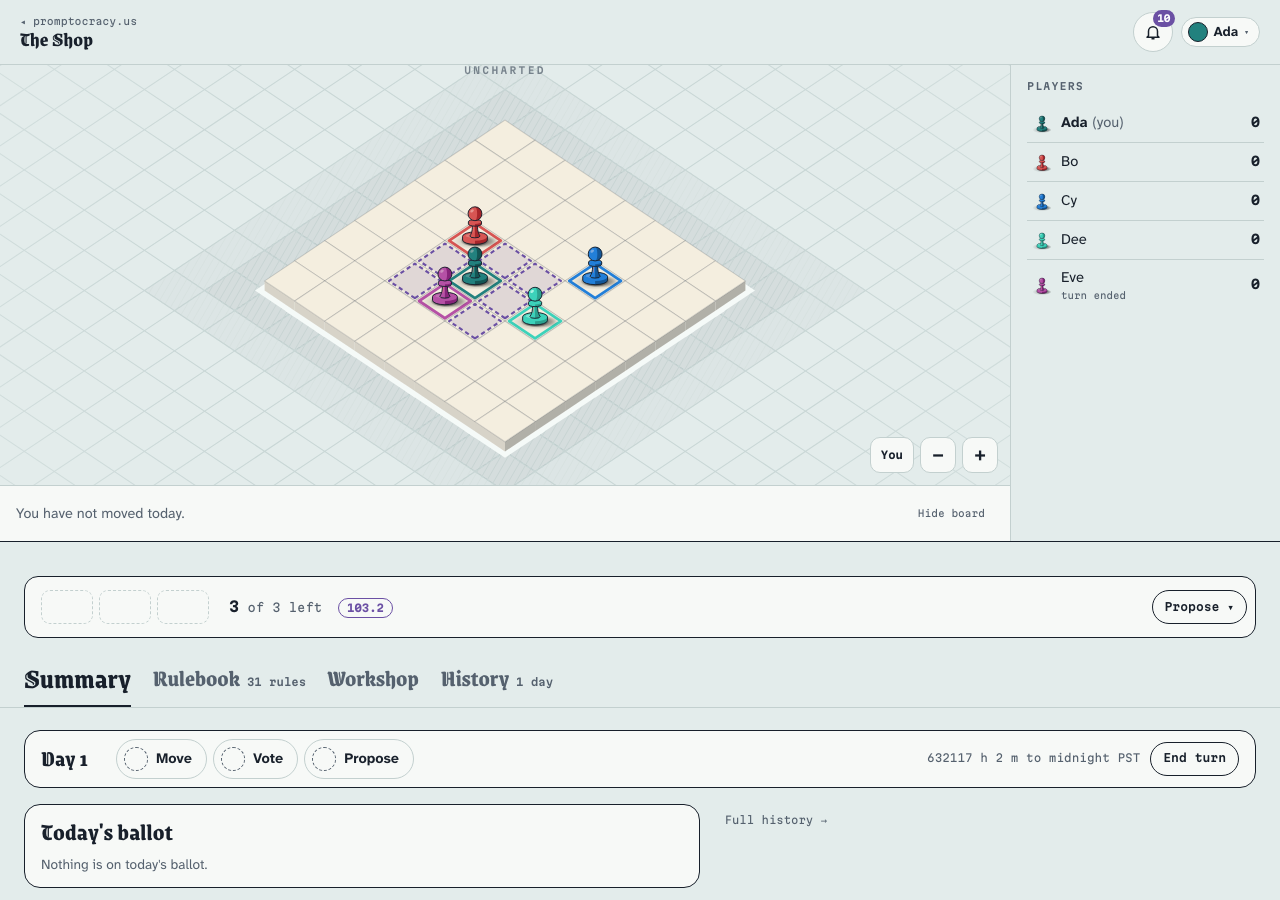 ◂ promptocracy.us
The Shop
10
Ada ▾
UNCHARTED
You
−
+
You have not moved today.
Hide board
PLAYERS
Ada (you) 0
Bo 0
Cy 0
Dee 0
Eve 0
turn ended
3 of 3 left 103.2
Propose ▾
Summary Rulebook 31 rules Workshop History 1 day
Day 1 Move Vote Propose 632117 h 2 m to midnight PST End turn
Today's ballot
Nothing is on today's ballot.
Full history →